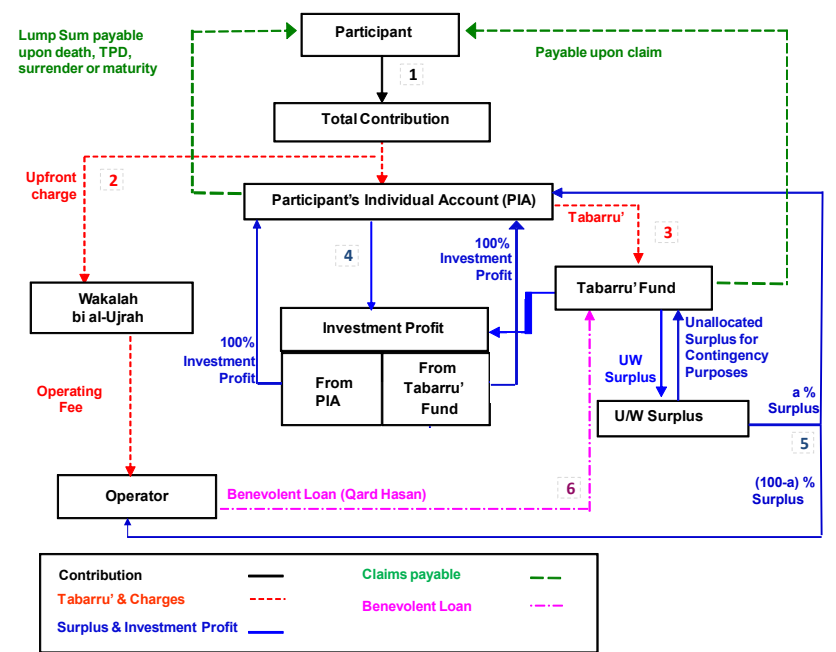 Lump Sum payable
upon death, TPD,
surrender or maturity
Participant
Payable upon claim
1
Total Contribution
Upfront
charge
2
Participant's Individual Account (PIA)
Tabarru'
3
4
100%
Investment
Profit
Tabarru' Fund
Wakalah
bi al-Ujrah
Investment Profit
100%
Investment
Profit
From
PIA
From
Tabarru'
Fund
UW
Surplus
Unallocated
Surplus for
Contingency
Purposes
Operating
Fee
U/W Surplus
a %
Surplus
5
(100-a) %
Surplus
Operator
Benevolent Loan (Qard Hasan)
6
Contribution
Claims payable
Tabarru' & Charges
Benevolent Loan
Surplus & Investment Profit